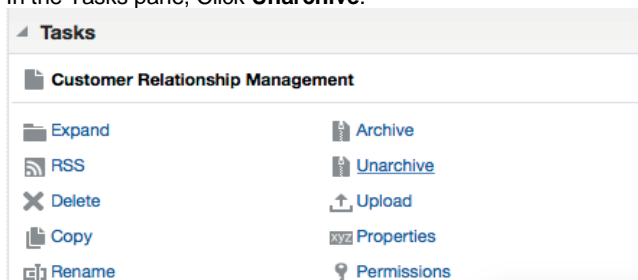 In the Tasks pane, Click Unarchive.
Tasks
Customer Relationship Management
Expand
Archive
RSS
Unarchive
Delete
Upload
Copy
xyz Properties
Rename
Permissions